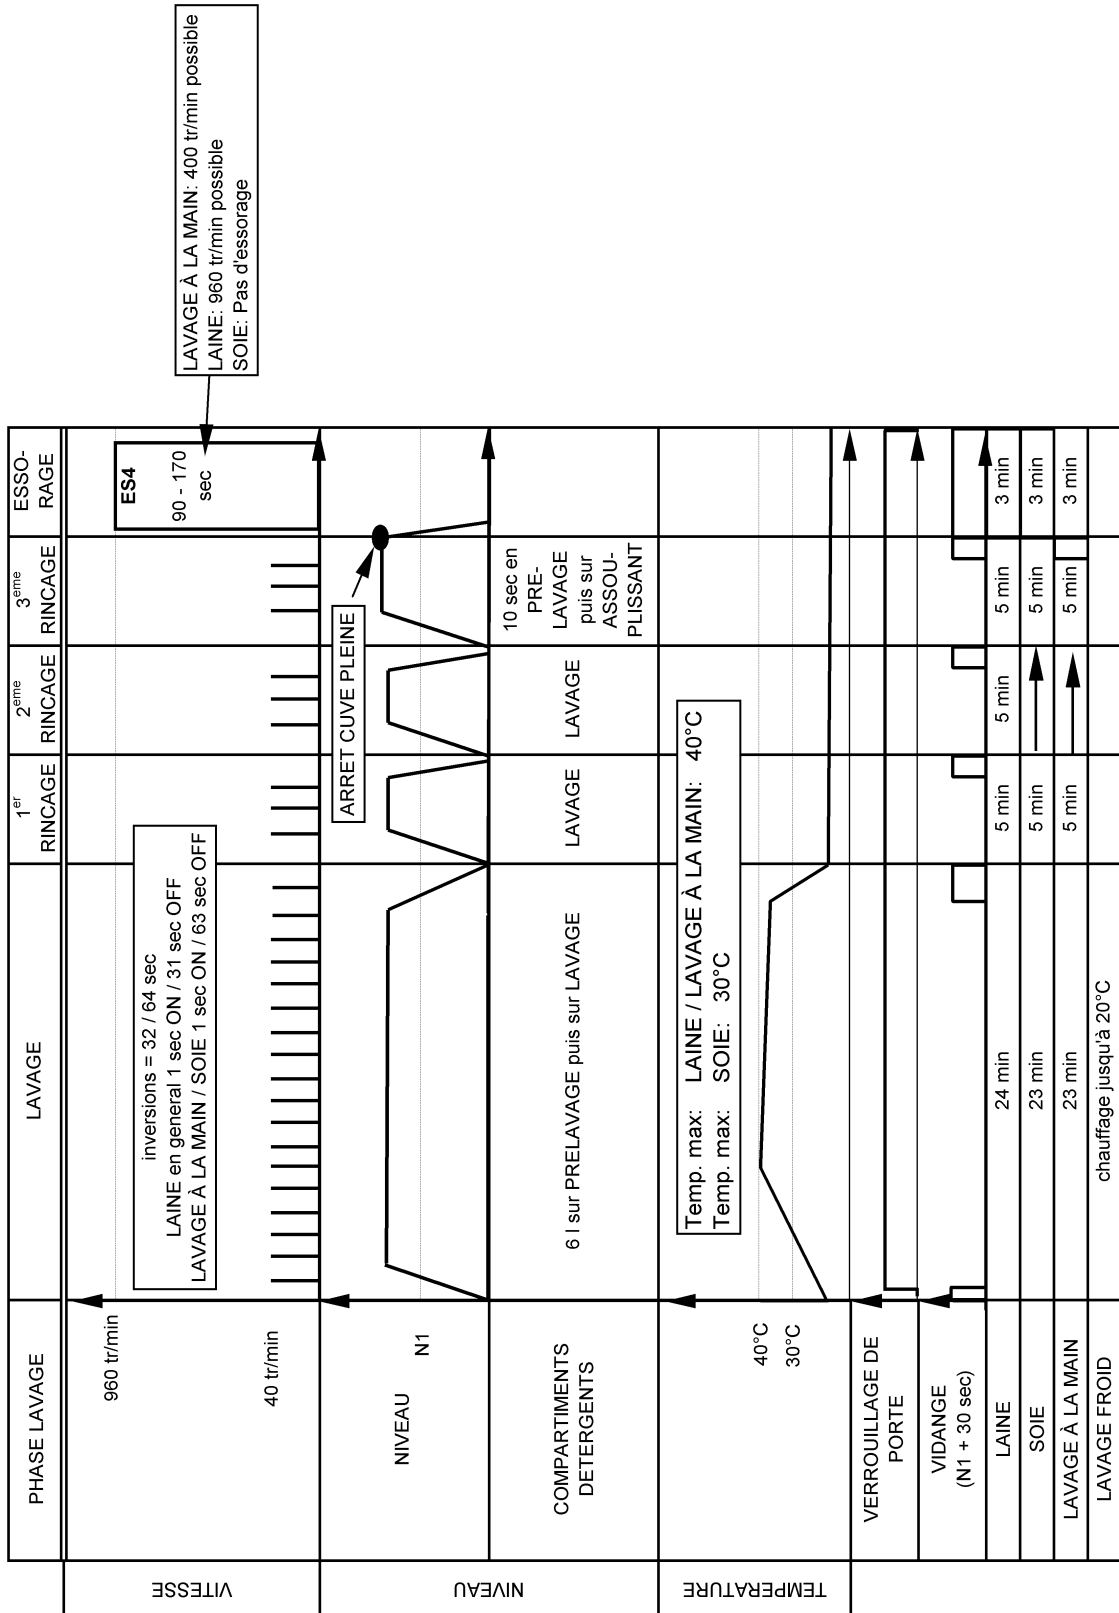 PHASE LAVAGE
LAVAGE
1er
RINCAGE
2eme
RINCAGE
3eme
RINCAGE
ESSO-
RAGE
VITESSE
960 tr/min
40 tr/min
inversions = 32 / 64 sec
LAINE en general 1 sec ON / 31 sec OFF
LAVAGE À LA MAIN / SOIE 1 sec ON / 63 sec OFF
ES4
90 - 170
sec
LAVAGE À LA MAIN: 400 tr/min possible
LAINE: 960 tr/min possible
SOIE: Pas d'essorage
NIVEAU
NIVEAU
N1
ARRET CUVE PLEINE
COMPARTIMENTS
DETERGENTS
6 l sur PRELAVAGE puis sur LAVAGE
LAVAGE
LAVAGE
10 sec en
PRE-
LAVAGE
puis sur
ASSOU-
PLISSANT
TEMPERATURE
40°C
30°C
Temp. max: LAINE / LAVAGE À LA MAIN: 40°C
Temp. max: SOIE: 30°C
VERROUILLAGE DE
PORTE
VIDANGE
(N1 + 30 sec)
LAINE
24 min
5 min
5 min
5 min
3 min
SOIE
23 min
5 min
5 min
3 min
LAVAGE À LA MAIN
23 min
5 min
5 min
3 min
LAVAGE FROID
chauffage jusqu'à 20°C